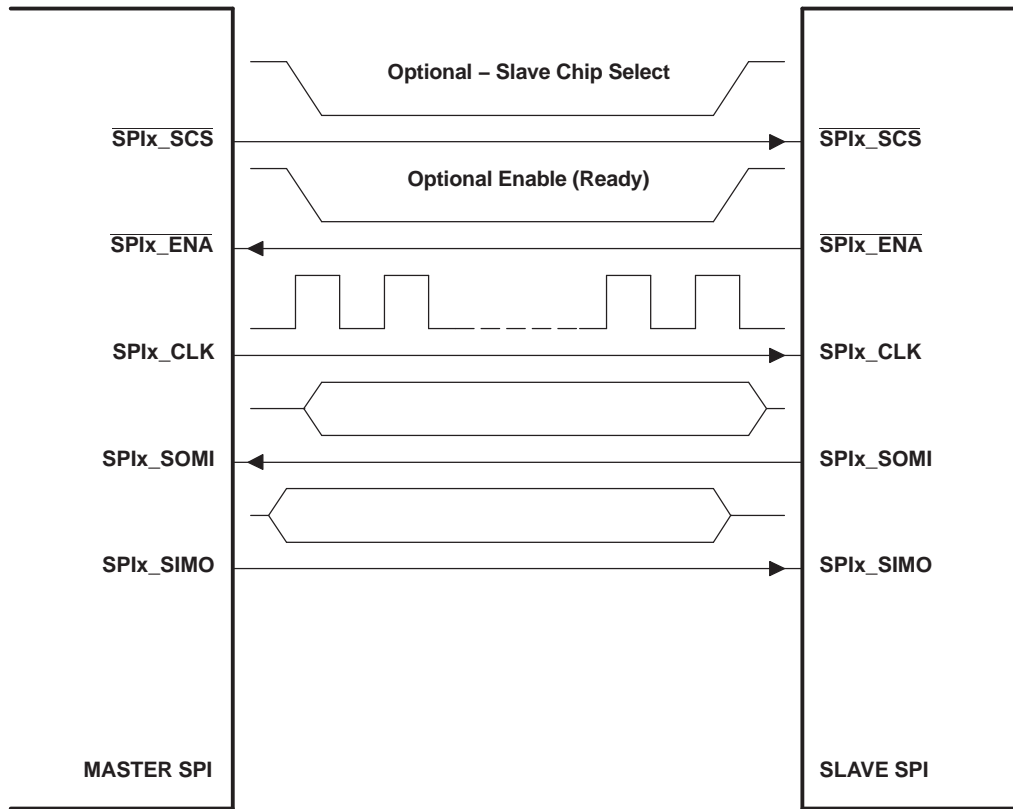 Optional – Slave Chip Select
SPIx_SCS SPIx_SCS
Optional Enable (Ready)
SPIx_ENA SPIx_ENA
SPIx_CLK SPIx_CLK
SPIx_SOMI SPIx_SOMI
SPIx_SIMO SPIx_SIMO
MASTER SPI SLAVE SPI